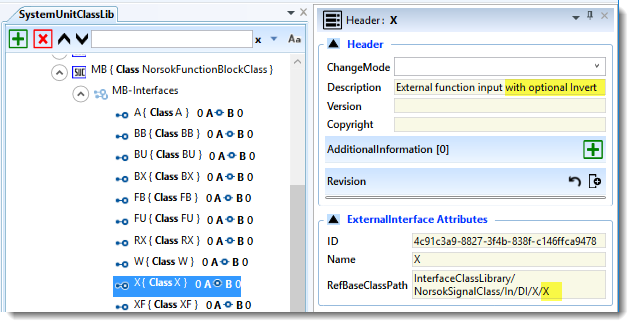 SystemUnitClassLib
x Aa
SUC
MB { Class NorsokFunctionBlockClass }
MB-Interfaces
A { Class A } 0 A B 0
BB { Class BB } 0 A B 0
BU { Class BU } 0 A B 0
BX { Class BX } 0 A B 0
FB { Class FB } 0 A B 0
FU { Class FU } 0 A B 0
RX { Class RX } 0 A B 0
W { Class W } 0 A B 0
X { Class X } 0 A B 0
XF { Class XF } 0 A B 0
Header: X
Header
ChangeMode
Description External function input with optional Invert
Version
Copyright
AdditionalInformation [0]
Revision
ExternalInterface Attributes
ID 4c91c3a9-8827-3f4b-838f-c146ffca9478
Name X
RefBaseClassPath InterfaceClassLibrary/
NorsokSignalClass/In/DI/X/X